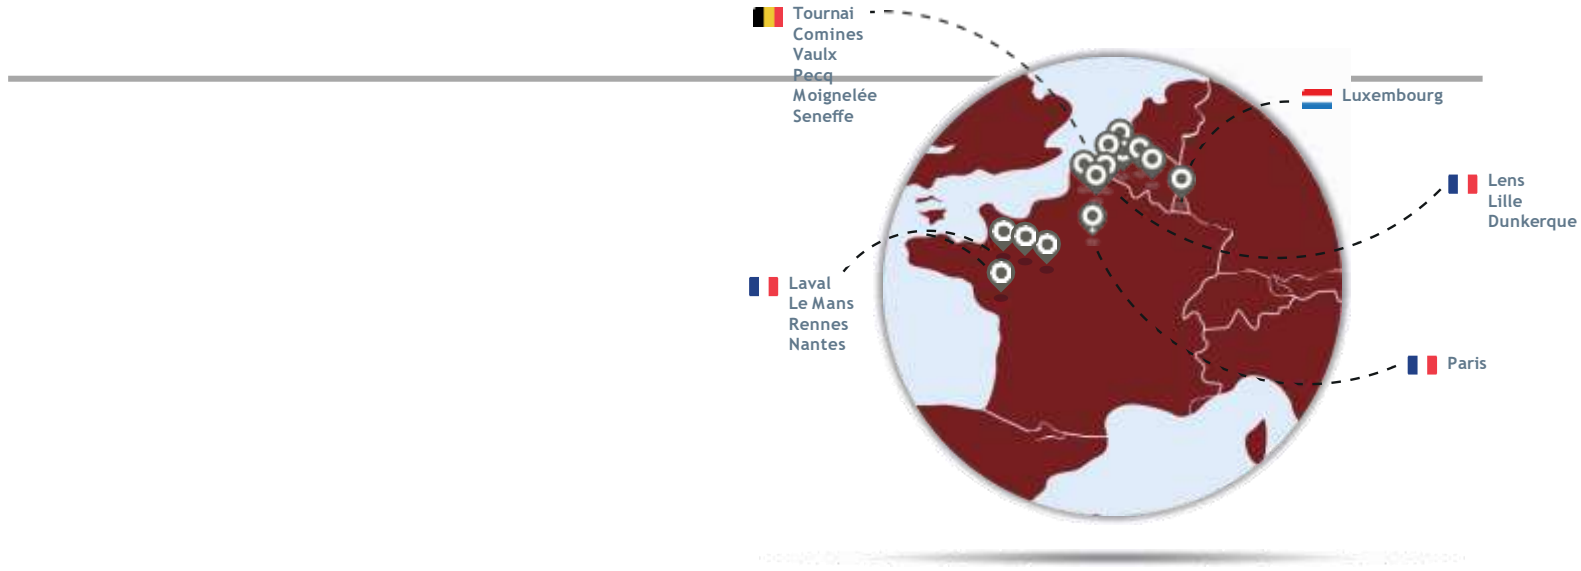 Tournai
Comines
Vaulx
Pecq
Moignelée
Seneffe
Luxembourg
Lens
Lille
Dunkerque
Laval
Le Mans
Rennes
Nantes
Paris